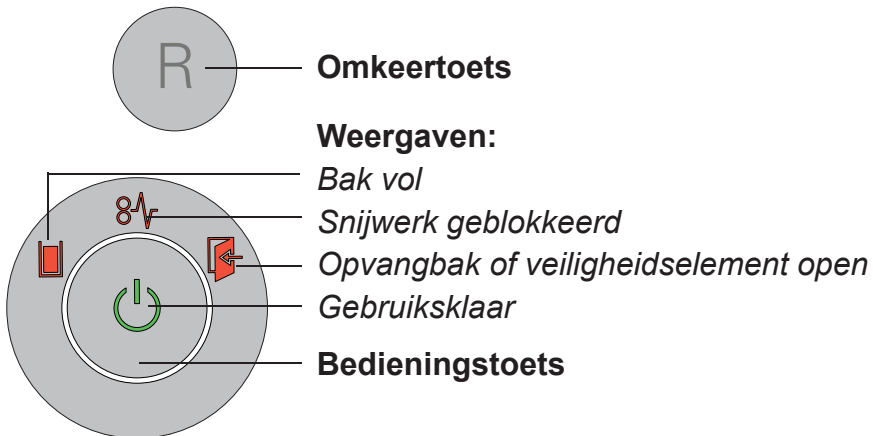 R
Omkeertoets
Weergaven:
Bak vol
Snijwerk geblokkeerd
Opvangbak of veiligheidselement open
Gebruiksklaar
Bedieningstoets